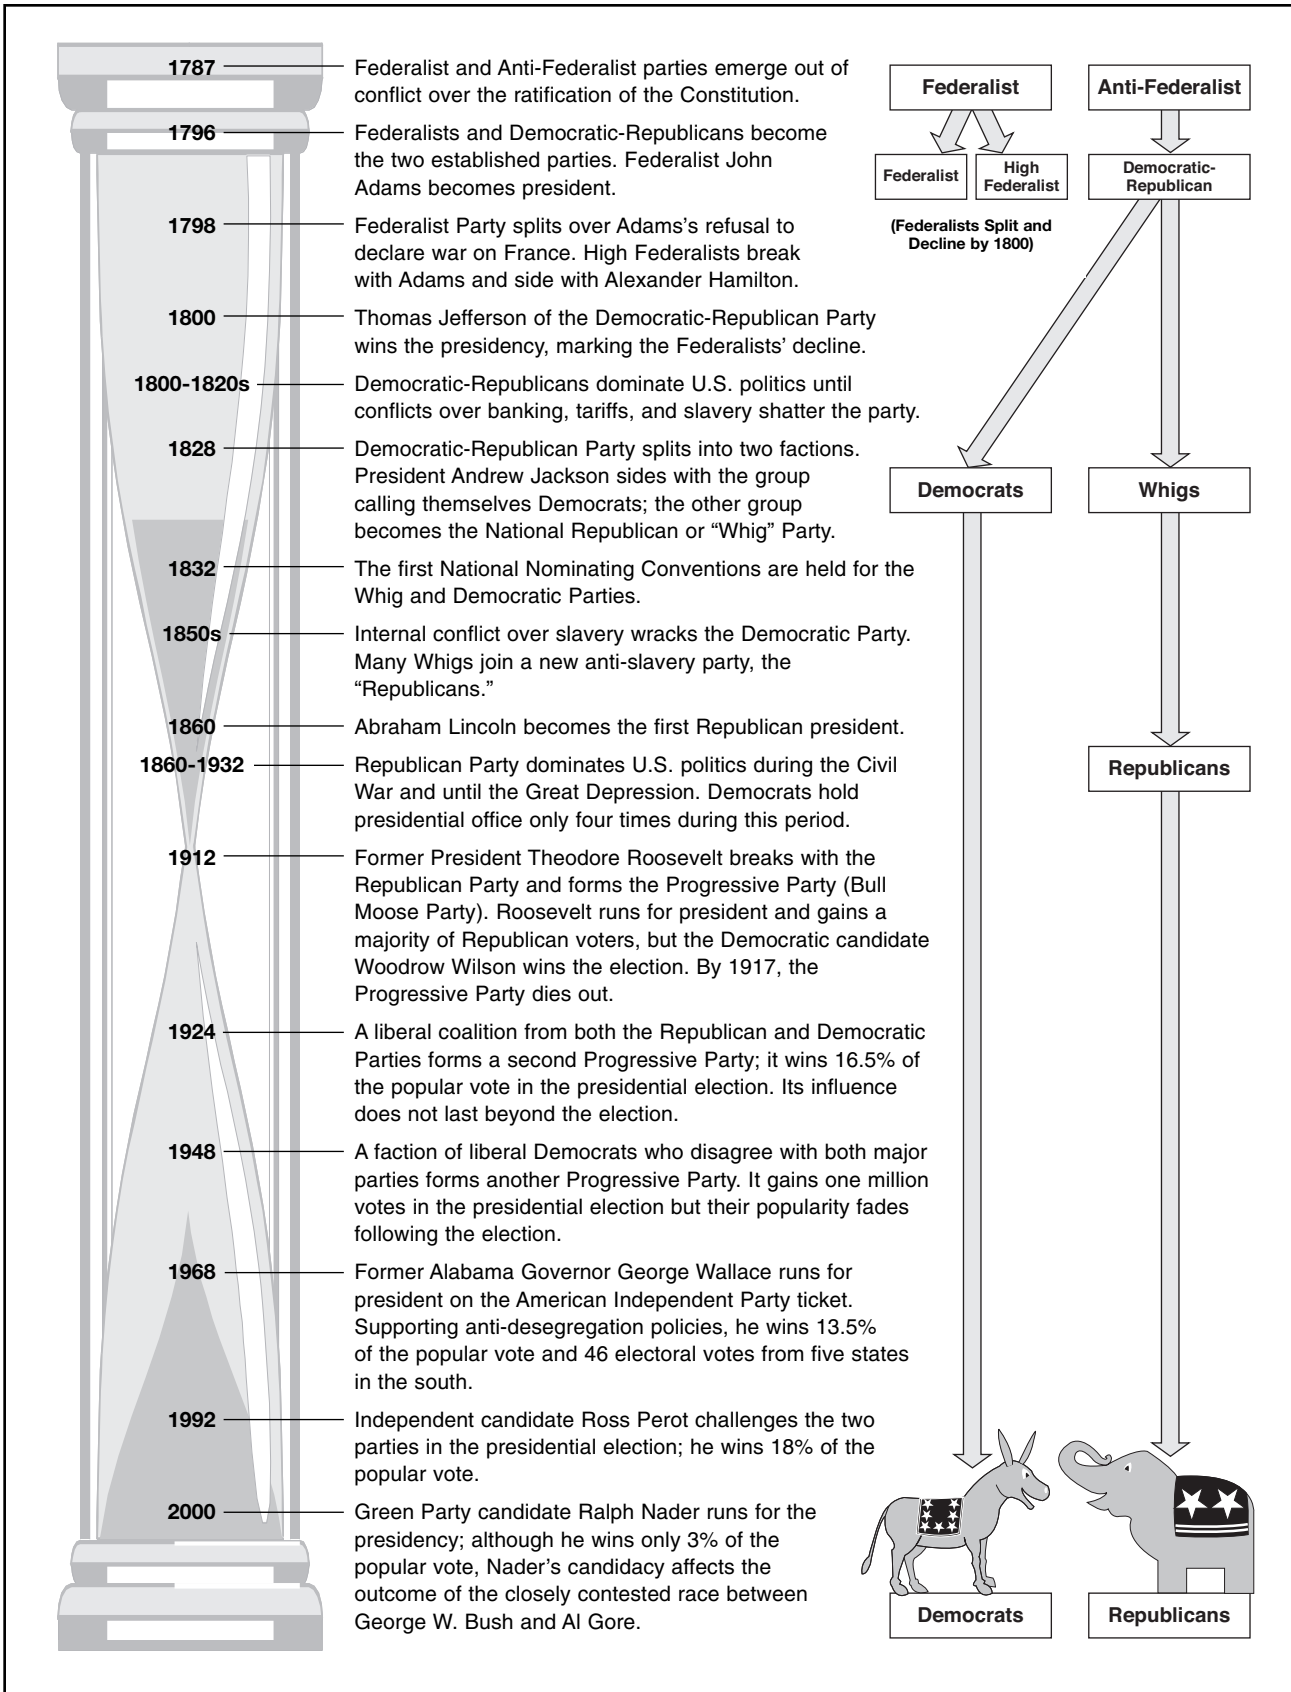 1787
Federalist and Anti-Federalist parties emerge out of
conflict over the ratification of the Constitution.
1796
Federalists and Democratic-Republicans become
the two established parties. Federalist John
Adams becomes president.
1798
Federalist Party splits over Adams’s refusal to
declare war on France. High Federalists break
with Adams and side with Alexander Hamilton.
1800
Thomas Jefferson of the Democratic-Republican Party
wins the presidency, marking the Federalists’ decline.
1800-1820s
Democratic-Republicans dominate U.S. politics until
conflicts over banking, tariffs, and slavery shatter the party.
1828
Democratic-Republican Party splits into two factions.
President Andrew Jackson sides with the group
calling themselves Democrats; the other group
becomes the National Republican or “Whig” Party.
1832
The first National Nominating Conventions are held for the
Whig and Democratic Parties.
1850s
Internal conflict over slavery wracks the Democratic Party.
Many Whigs join a new anti-slavery party, the
“Republicans.”
1860
Abraham Lincoln becomes the first Republican president.
1860-1932
Republican Party dominates U.S. politics during the Civil
War and until the Great Depression. Democrats hold
presidential office only four times during this period.
1912
Former President Theodore Roosevelt breaks with the
Republican Party and forms the Progressive Party (Bull
Moose Party). Roosevelt runs for president and gains a
majority of Republican voters, but the Democratic candidate
Woodrow Wilson wins the election. By 1917, the
Progressive Party dies out.
1924
A liberal coalition from both the Republican and Democratic
Parties forms a second Progressive Party; it wins 16.5% of
the popular vote in the presidential election. Its influence
does not last beyond the election.
1948
A faction of liberal Democrats who disagree with both major
parties forms another Progressive Party. It gains one million
votes in the presidential election but their popularity fades
following the election.
1968
Former Alabama Governor George Wallace runs for
president on the American Independent Party ticket.
Supporting anti-desegregation policies, he wins 13.5%
of the popular vote and 46 electoral votes from five states
in the south.
1992
Independent candidate Ross Perot challenges the two
parties in the presidential election; he wins 18% of the
popular vote.
2000
Green Party candidate Ralph Nader runs for the
presidency; although he wins only 3% of the
popular vote, Nader’s candidacy affects the
outcome of the closely contested race between
George W. Bush and Al Gore.
Federalist
Anti-Federalist
Federalist
High
Federalist
Democratic-
Republican
(Federalists Split and
Decline by 1800)
Democrats
Whigs
Republicans
Democrats
Republicans